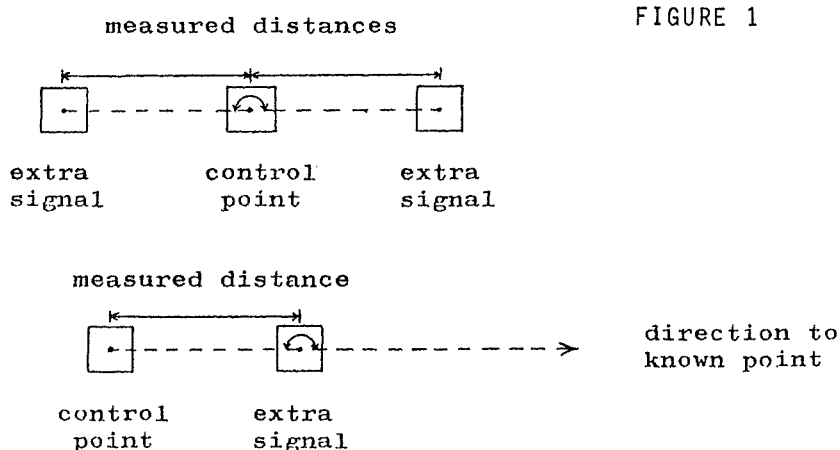 FIGURE 1
measured distances
extra control extra
signal point signal
measured distance
direction to
known point
control extra
point signal